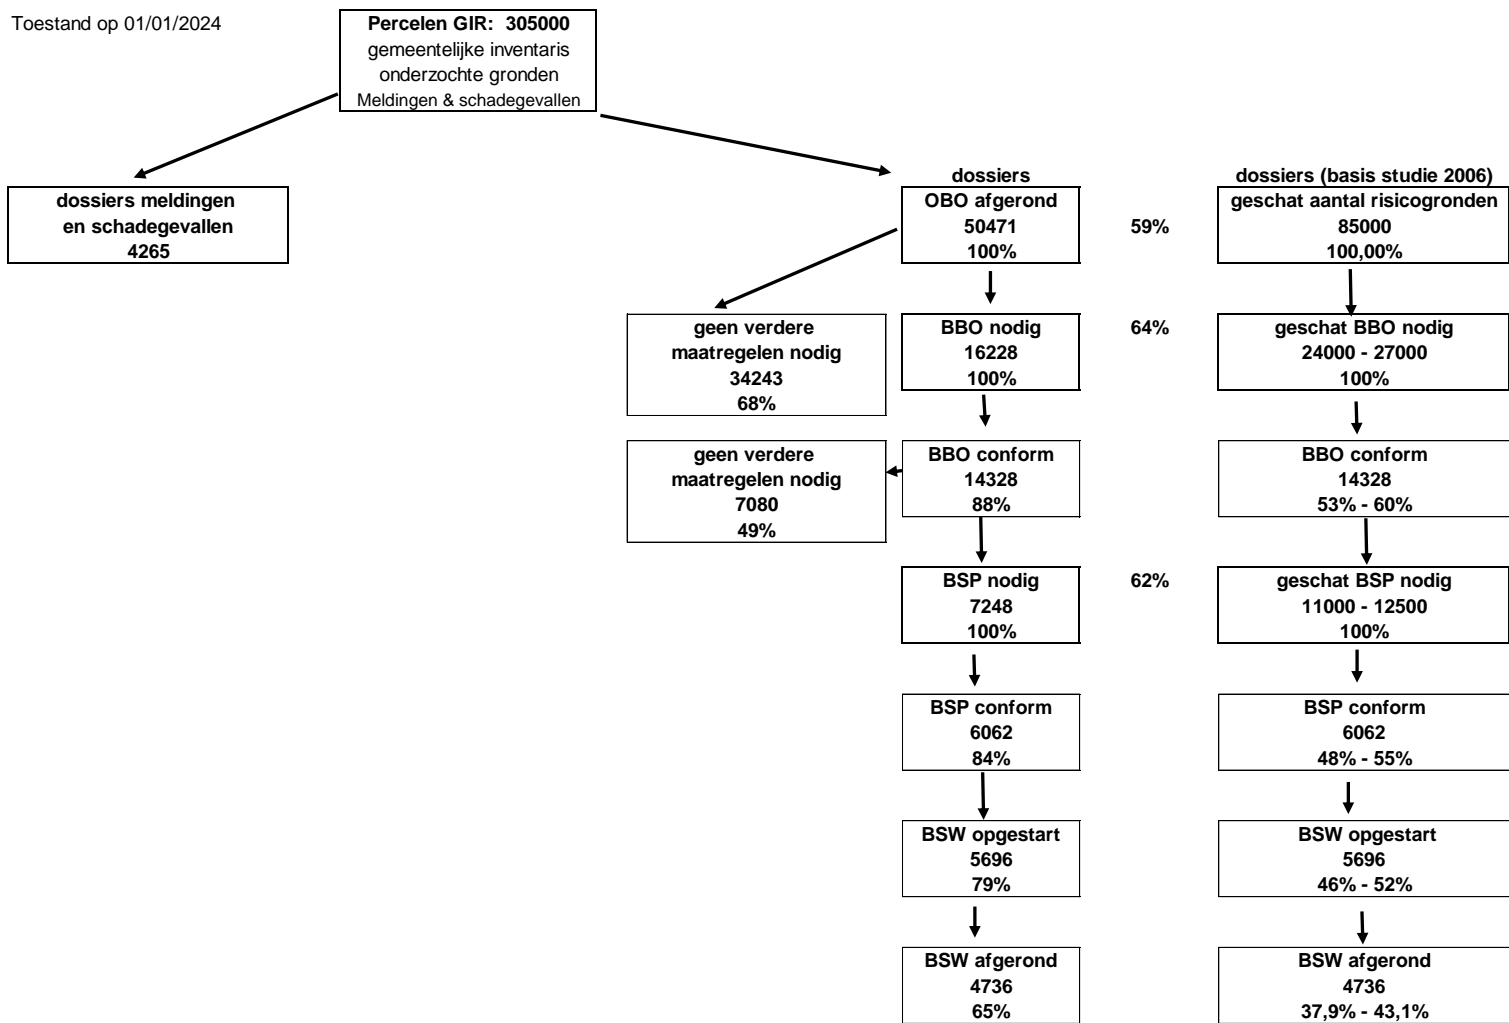 Toestand op 01/01/2024
Percelen GIR: 305000
gemeentelijke inventaris
onderzochte gronden
Meldingen & schadegevallen
dossiers meldingen
en schadegevallen
4265
dossiers
OBO afgerond
50471
100%
59%
dossiers (basis studie 2006)
geschat aantal risicogronden
85000
100,00%
geen verdere
maatregelen nodig
34243
68%
BBO nodig
16228
100%
64%
geschat BBO nodig
24000 - 27000
100%
geen verdere
maatregelen nodig
7080
49%
BBO conform
14328
88%
BBO conform
14328
53% - 60%
BSP nodig
7248
100%
62%
geschat BSP nodig
11000 - 12500
100%
BSP conform
6062
84%
BSP conform
6062
48% - 55%
BSW opgestart
5696
79%
BSW opgestart
5696
46% - 52%
BSW afgerond
4736
65%
BSW afgerond
4736
37,9% - 43,1%